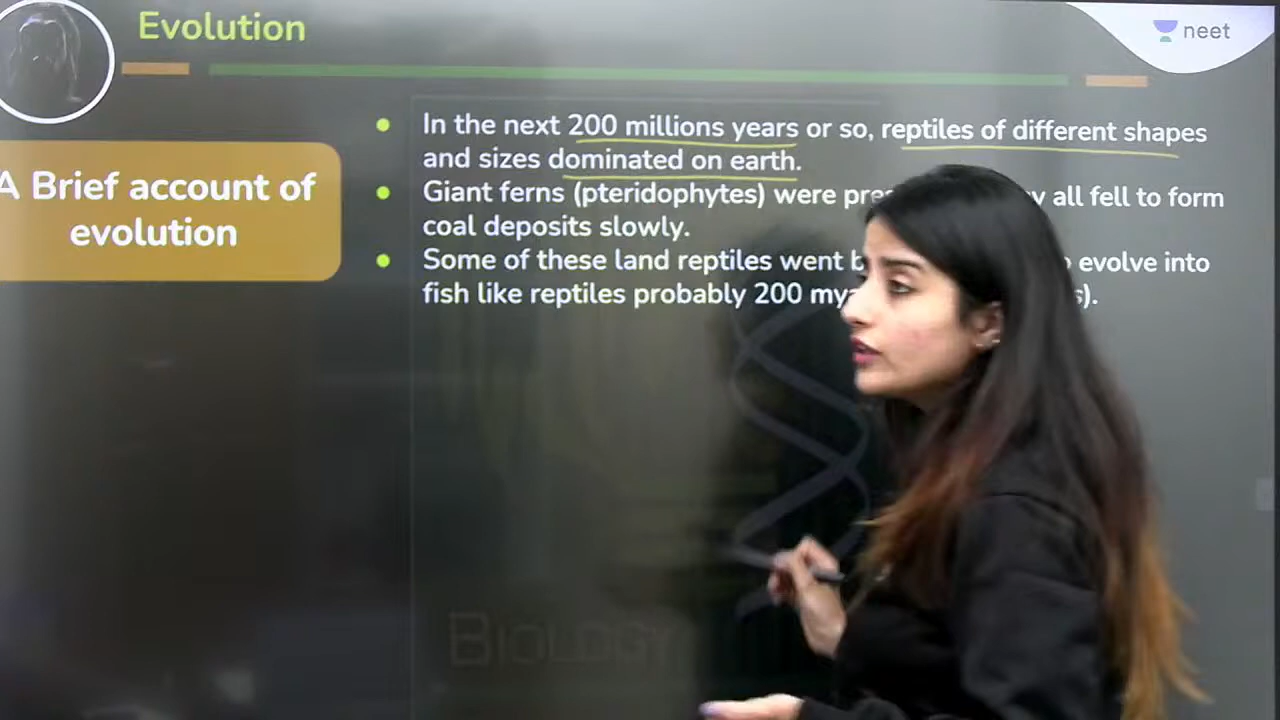 Evolution
neet
A Brief account of
evolution
In the next 200 millions years or so, reptiles of different shapes
and sizes dominated on earth.
Giant ferns (pteridophytes) were all fell to form
coal deposits slowly.
Some of these land reptiles went evolve into
fish like reptiles probably 200 mya ).
BIOLOGY